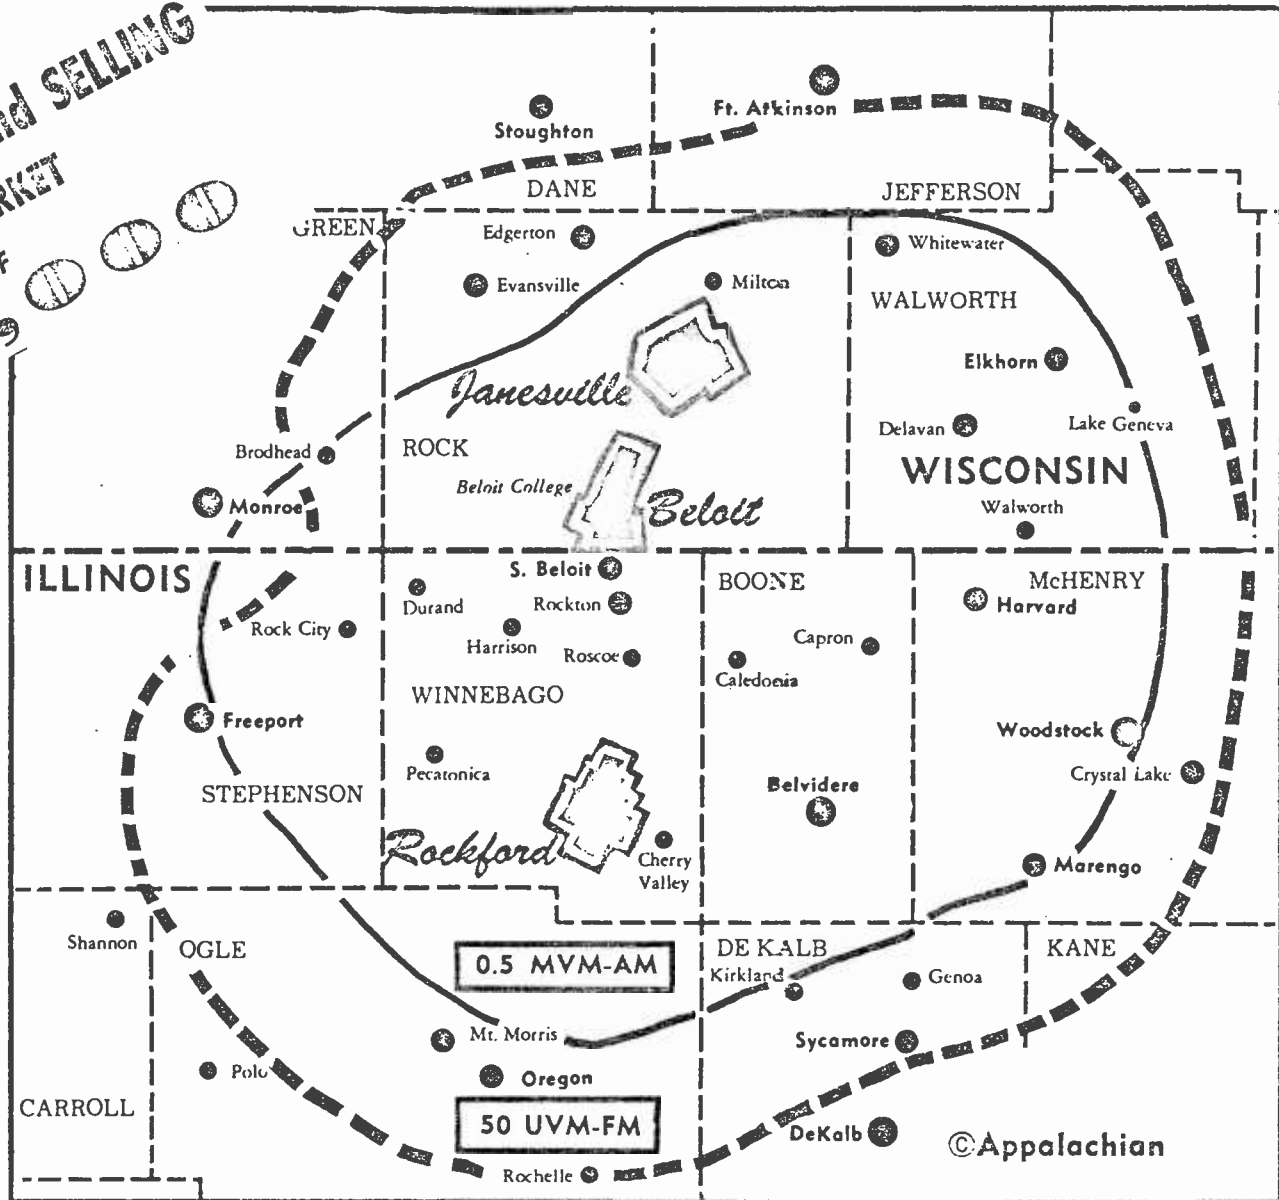 nd SELLING
RKET
F
S
Ft. Atkinson
Stoughton
DANE
JEFFERSON
GREEN
Edgerton
Whitewater
Evansville
Milton
WALWORTH
Elkhorn
Janesville
Lake Geneva
Delavan
Brodhead
ROCK
WISCONSIN
Beloit College
Monroe
Beloit
Walworth
ILLINOIS
S. Beloit
BOONE
McHENRY
Durand
Rockton
Harvard
Rock City
Harrison
Roscoe
Capron
Caledonia
WINNEBAGO
Freeport
Woodstock
Pecatonica
Crystal Lake
STEPHENSON
Belvidere
Rockford
Cherry
Valley
Marengo
Shannon
OGLE
DE KALB
KANE
0.5 MVM-AM
Kirkland
Genoa
Mt. Morris
Sycamore
Polo
Oregon
CARROLL
50 UVM-FM
DeKalb
©Appalachian
Rochelle